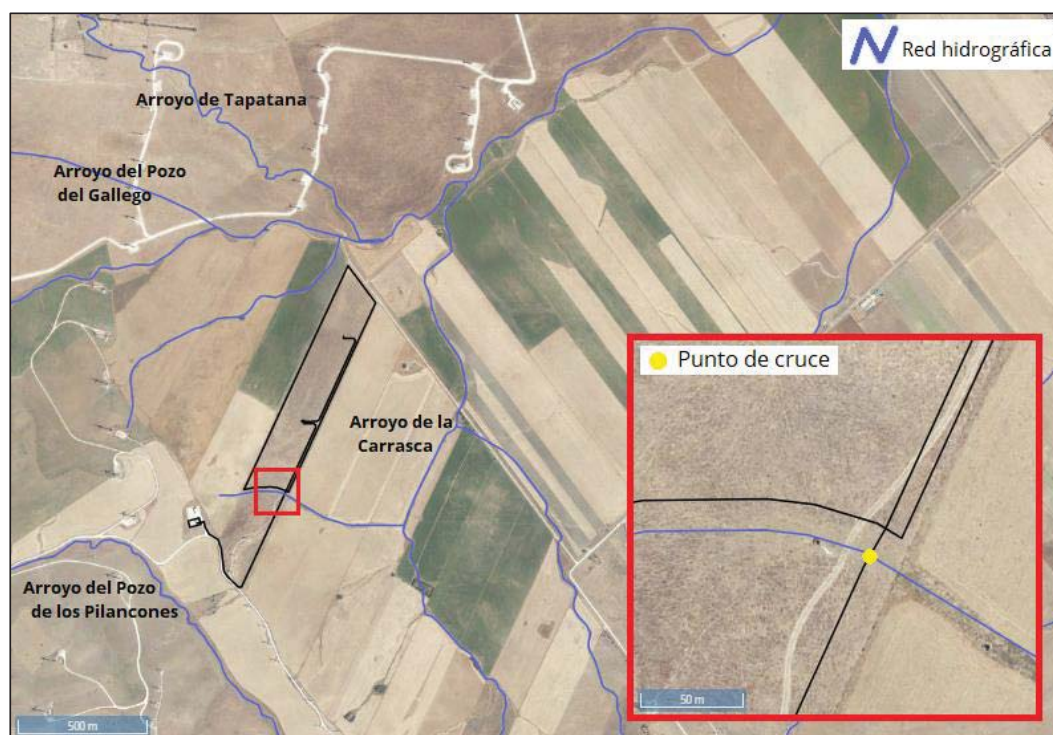 Red hidrográfica
Arroyo de Tapatana
Arroyo del Pozo
del Gallego
Punto de cruce
Arroyo de la
Carrasca
Arroyo del Pozo
de los Pilancones
50 m
500 m